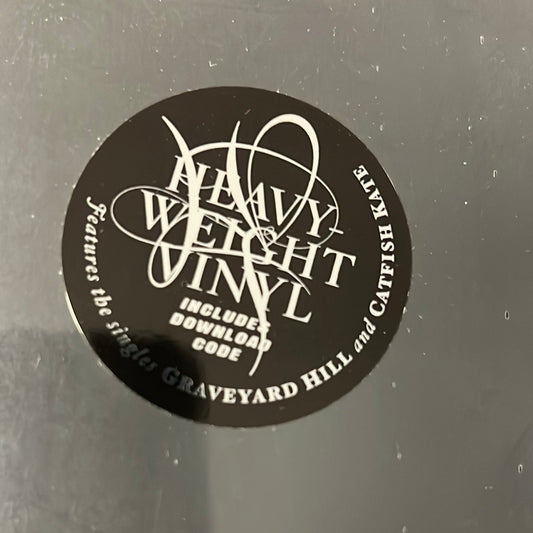 HEAVY-
WEIGHT
VINYL
INCLUDES
DOWNLOAD
CODE
Features the singles GRAVEYARD HILL and CATFISH KATE